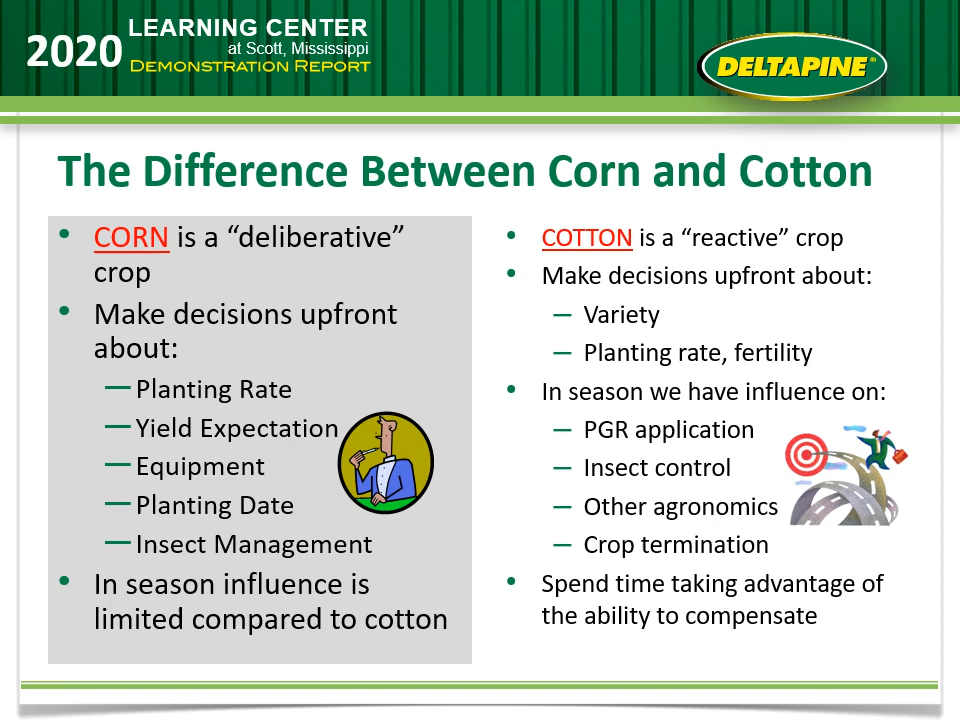 2020
LEARNING CENTER
at Scott, Mississippi
DEMONSTRATION REPORT
DELTAPINE®
The Difference Between Corn and Cotton
• CORN is a “deliberative”
crop
• Make decisions upfront
about:
— Planting Rate
— Yield Expectation
— Equipment
— Planting Date
— Insect Management
• In season influence is
limited compared to cotton
• COTTON is a “reactive” crop
• Make decisions upfront about:
— Variety
— Planting rate, fertility
• In season we have influence on:
— PGR application
— Insect control
— Other agronomics
— Crop termination
• Spend time taking advantage of
the ability to compensate